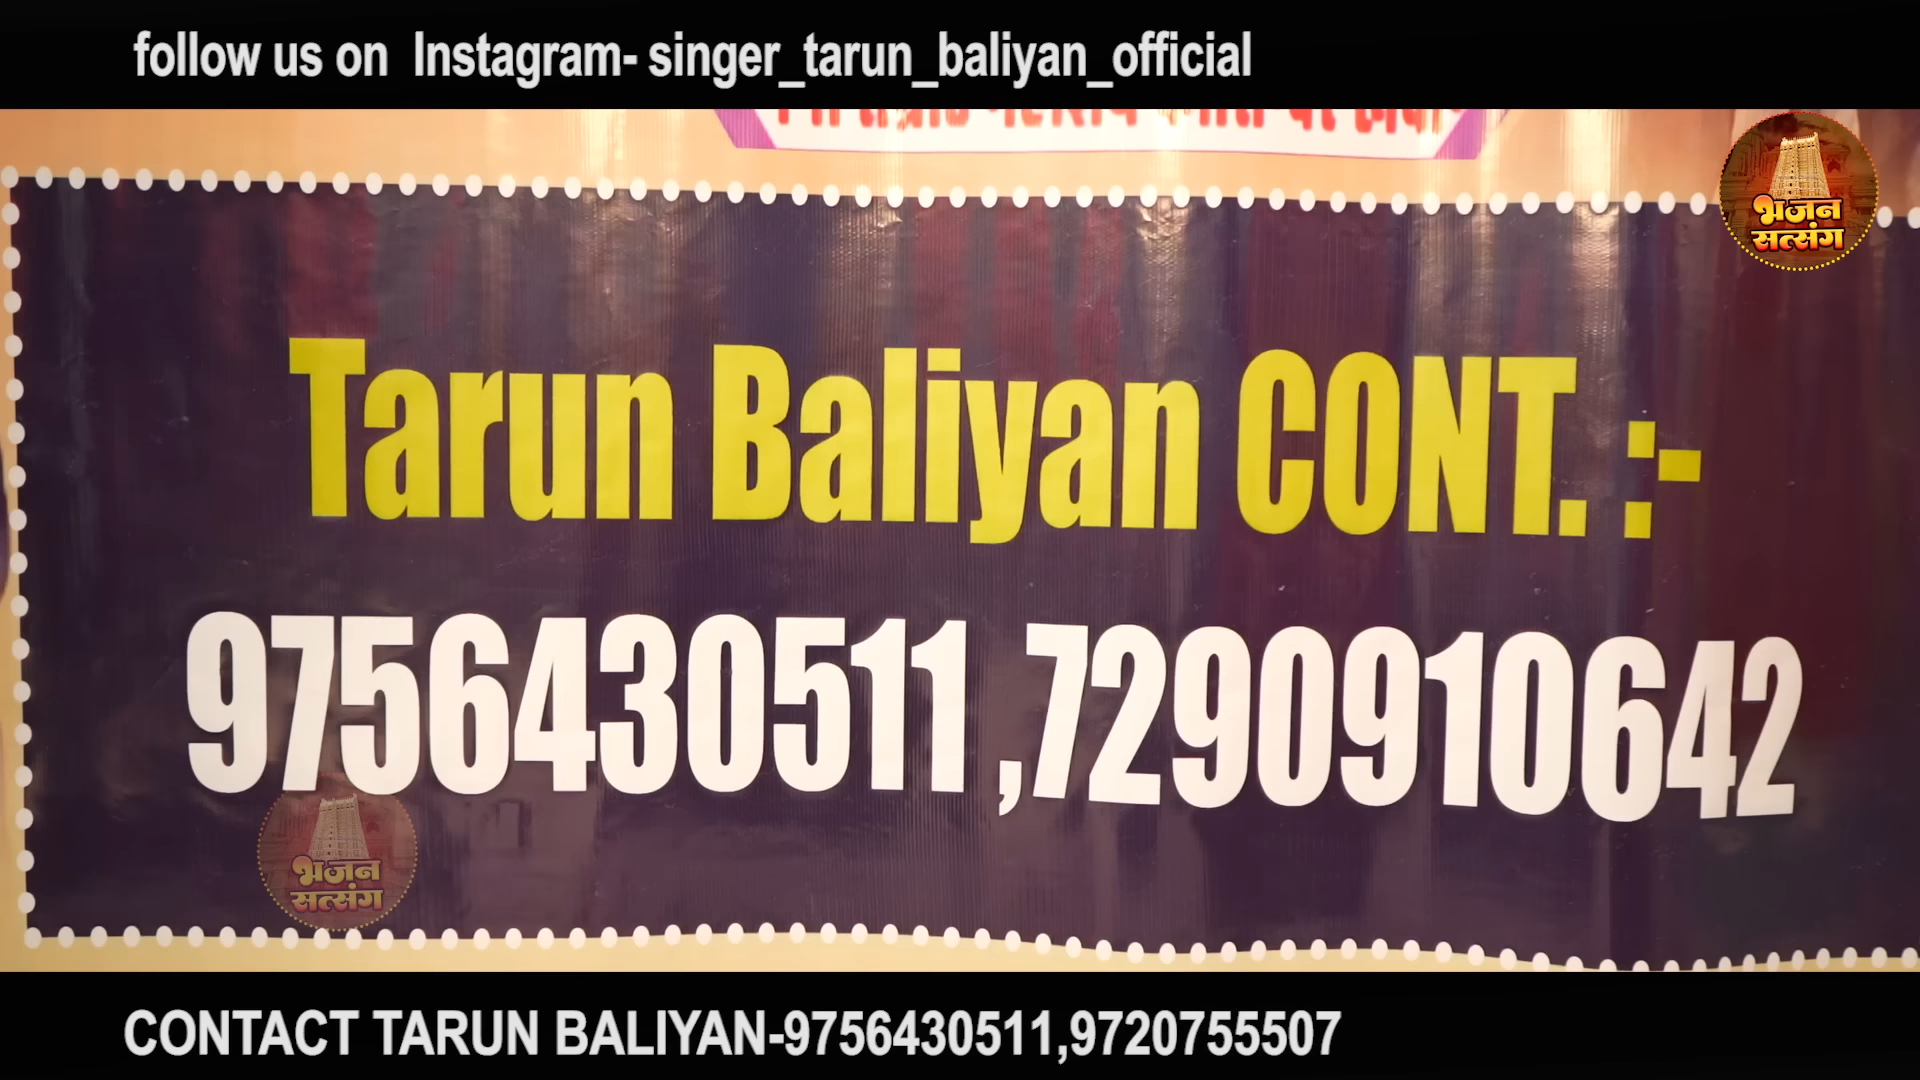 follow us on Instagram- singer_tarun_baliyan_official
भजन
सत्संग
Tarun Baliyan CONT. :-
9756430511 ,7290910642
भजन
सत्संग
CONTACT TARUN BALIYAN-9756430511,9720755507